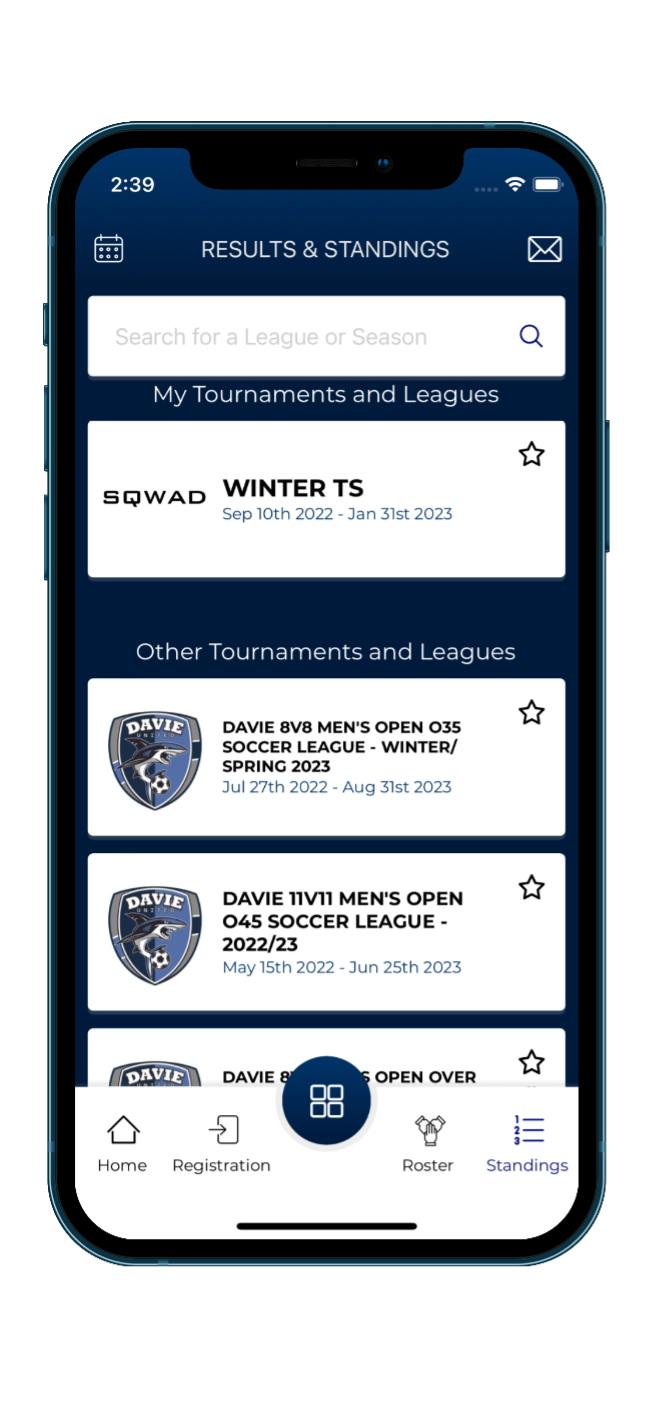 2:39
RESULTS & STANDINGS
Search for a League or Season
My Tournaments and Leagues
SQWAD
WINTER TS
Sep 10th 2022 - Jan 31st 2023
Other Tournaments and Leagues
DAVIE
UNITED
DAVIE 8V8 MEN'S OPEN O35
SOCCER LEAGUE - WINTER/
SPRING 2023
Jul 27th 2022 - Aug 31st 2023
DAVIE
UNITED
DAVIE 11V11 MEN'S OPEN
O45 SOCCER LEAGUE -
2022/23
May 15th 2022 - Jun 25th 2023
DAVIE
DAVIE OPEN OVER
1
2
3
Home
Registration
Roster
Standings